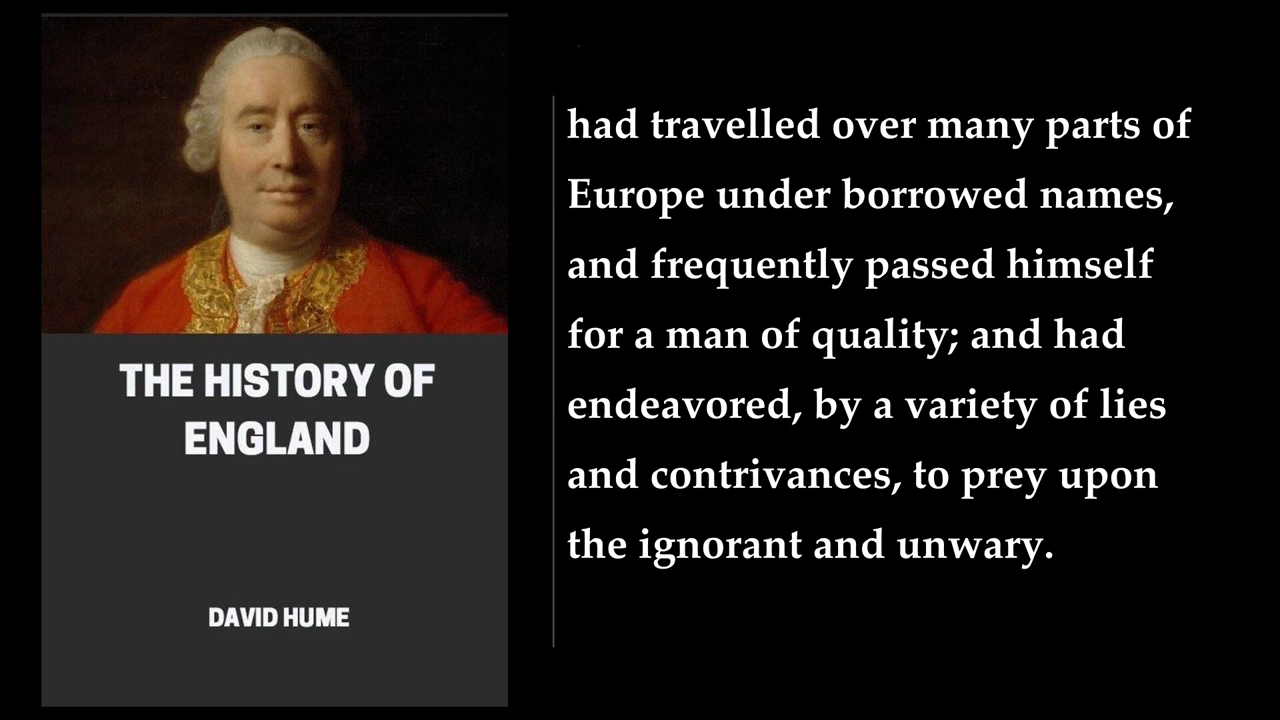 THE HISTORY OF
ENGLAND
DAVID HUME
had travelled over many parts of
Europe under borrowed names,
and frequently passed himself
for a man of quality; and had
endeavored, by a variety of lies
and contrivances, to prey upon
the ignorant and unwary.